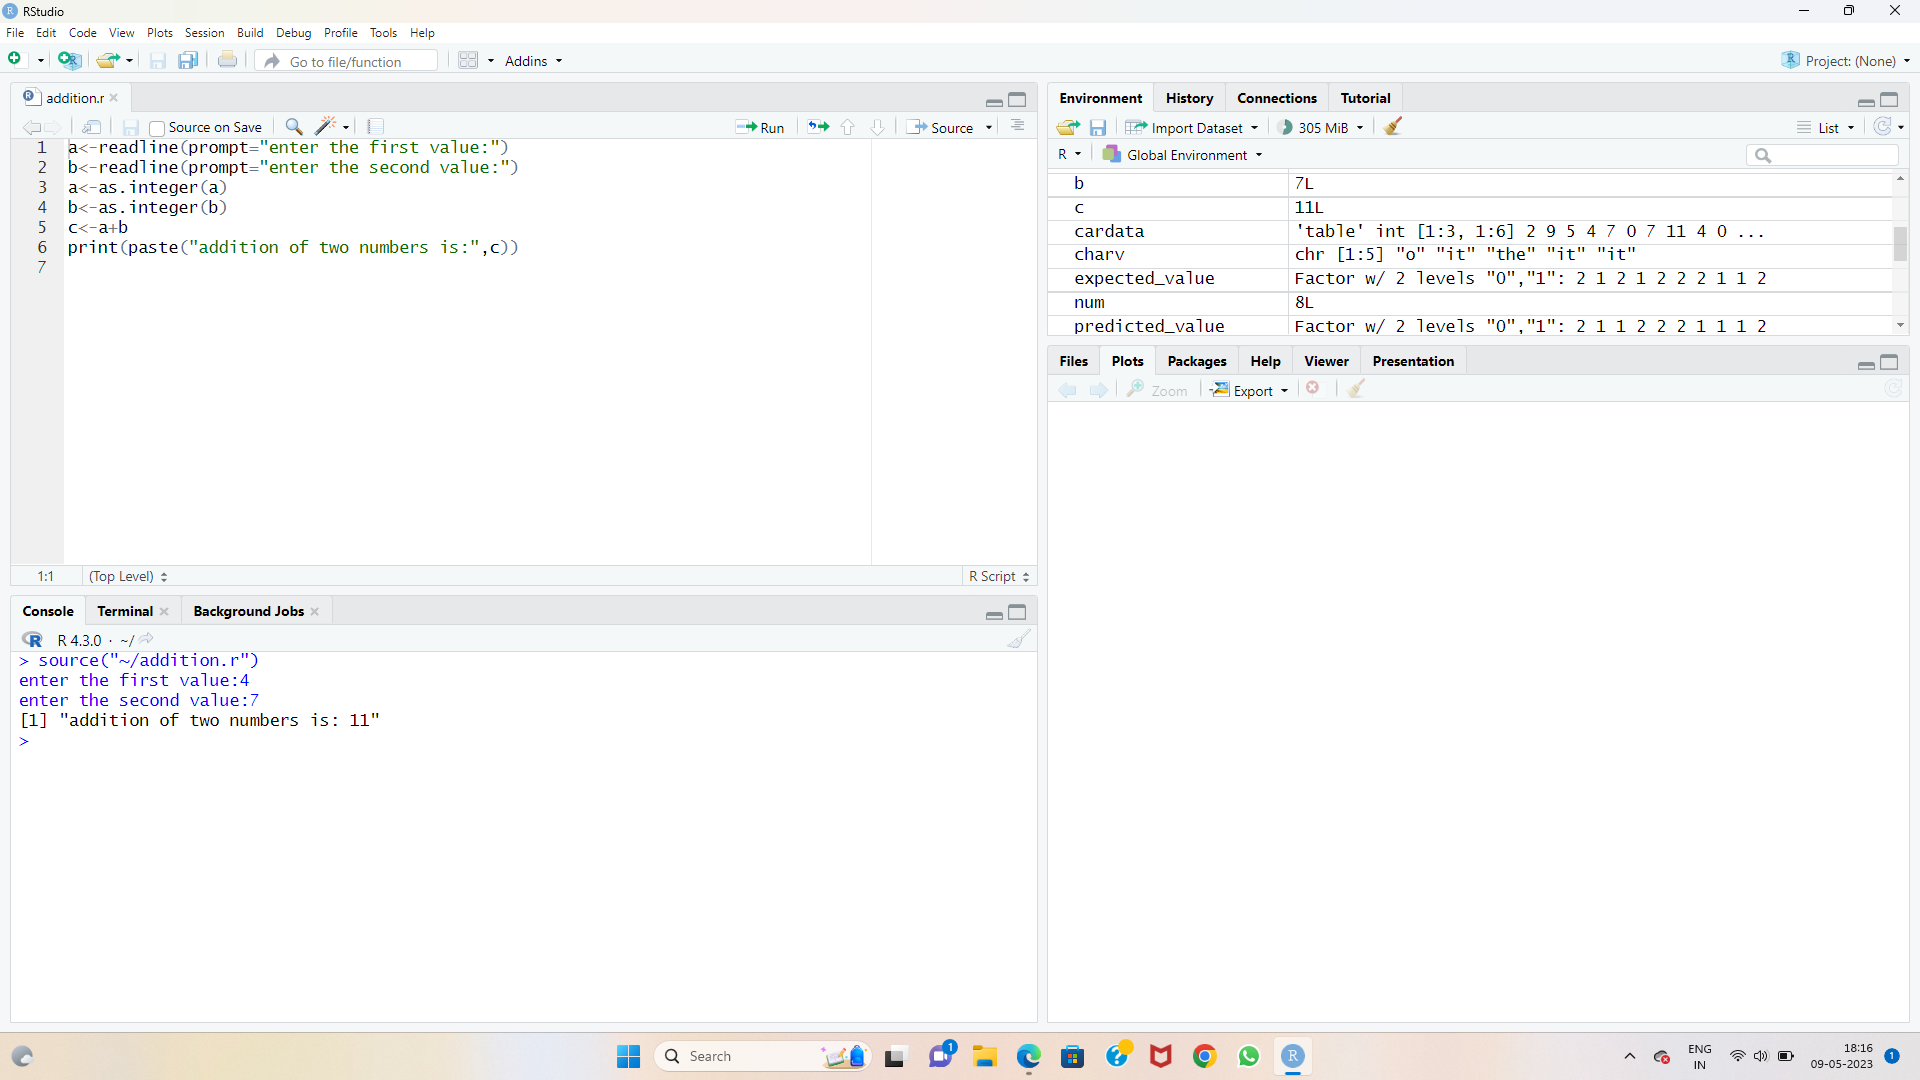 RStudio
File Edit Code View Plots Session Build Debug Profile Tools Help
Go to file/function Addins Project: (None)
addition.r
Source on Save Run Source
1 a<-readline(prompt="enter the first value:")
2 b<-readline(prompt="enter the second value:")
3 a<-as.integer(a)
4 b<-as.integer(b)
5 c<-a+b
6 print(paste("addition of two numbers is:",c))
7
1:1 (Top Level) R Script
Console Terminal Background Jobs
R R 4.3.0 · ~/
> source("~/addition.r")
enter the first value:4
enter the second value:7
[1] "addition of two numbers is: 11"
>
Environment History Connections Tutorial
Import Dataset 305 MiB List
R Global Environment
b 7L
c 11L
cardata 'table' int [1:3, 1:6] 2 9 5 4 7 0 7 11 4 0 ...
charv chr [1:5] "o" "it" "the" "it" "it"
expected_value Factor w/ 2 levels "0","1": 2 1 2 1 2 2 2 1 1 2
num 8L
predicted_value Factor w/ 2 levels "0","1": 2 1 1 2 2 2 1 1 1 2
Files Plots Packages Help Viewer Presentation
Zoom Export
Search 1 R ENG 18:16
IN 09-05-2023 1